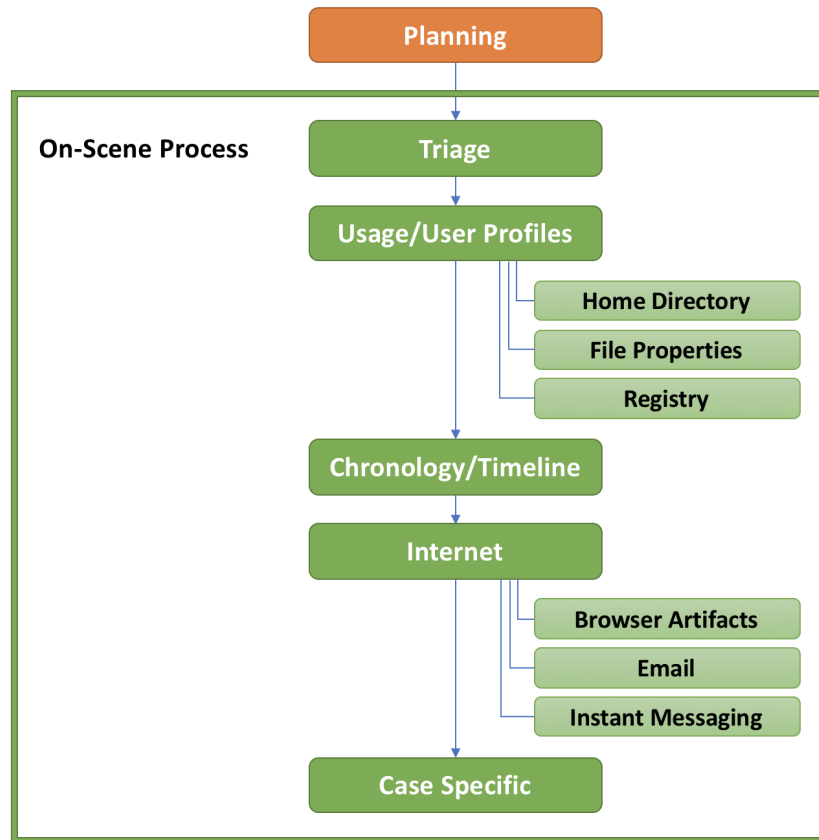 Planning
On-Scene Process
Triage
Usage/User Profiles
Home Directory
File Properties
Registry
Chronology/Timeline
Internet
Browser Artifacts
Email
Instant Messaging
Case Specific